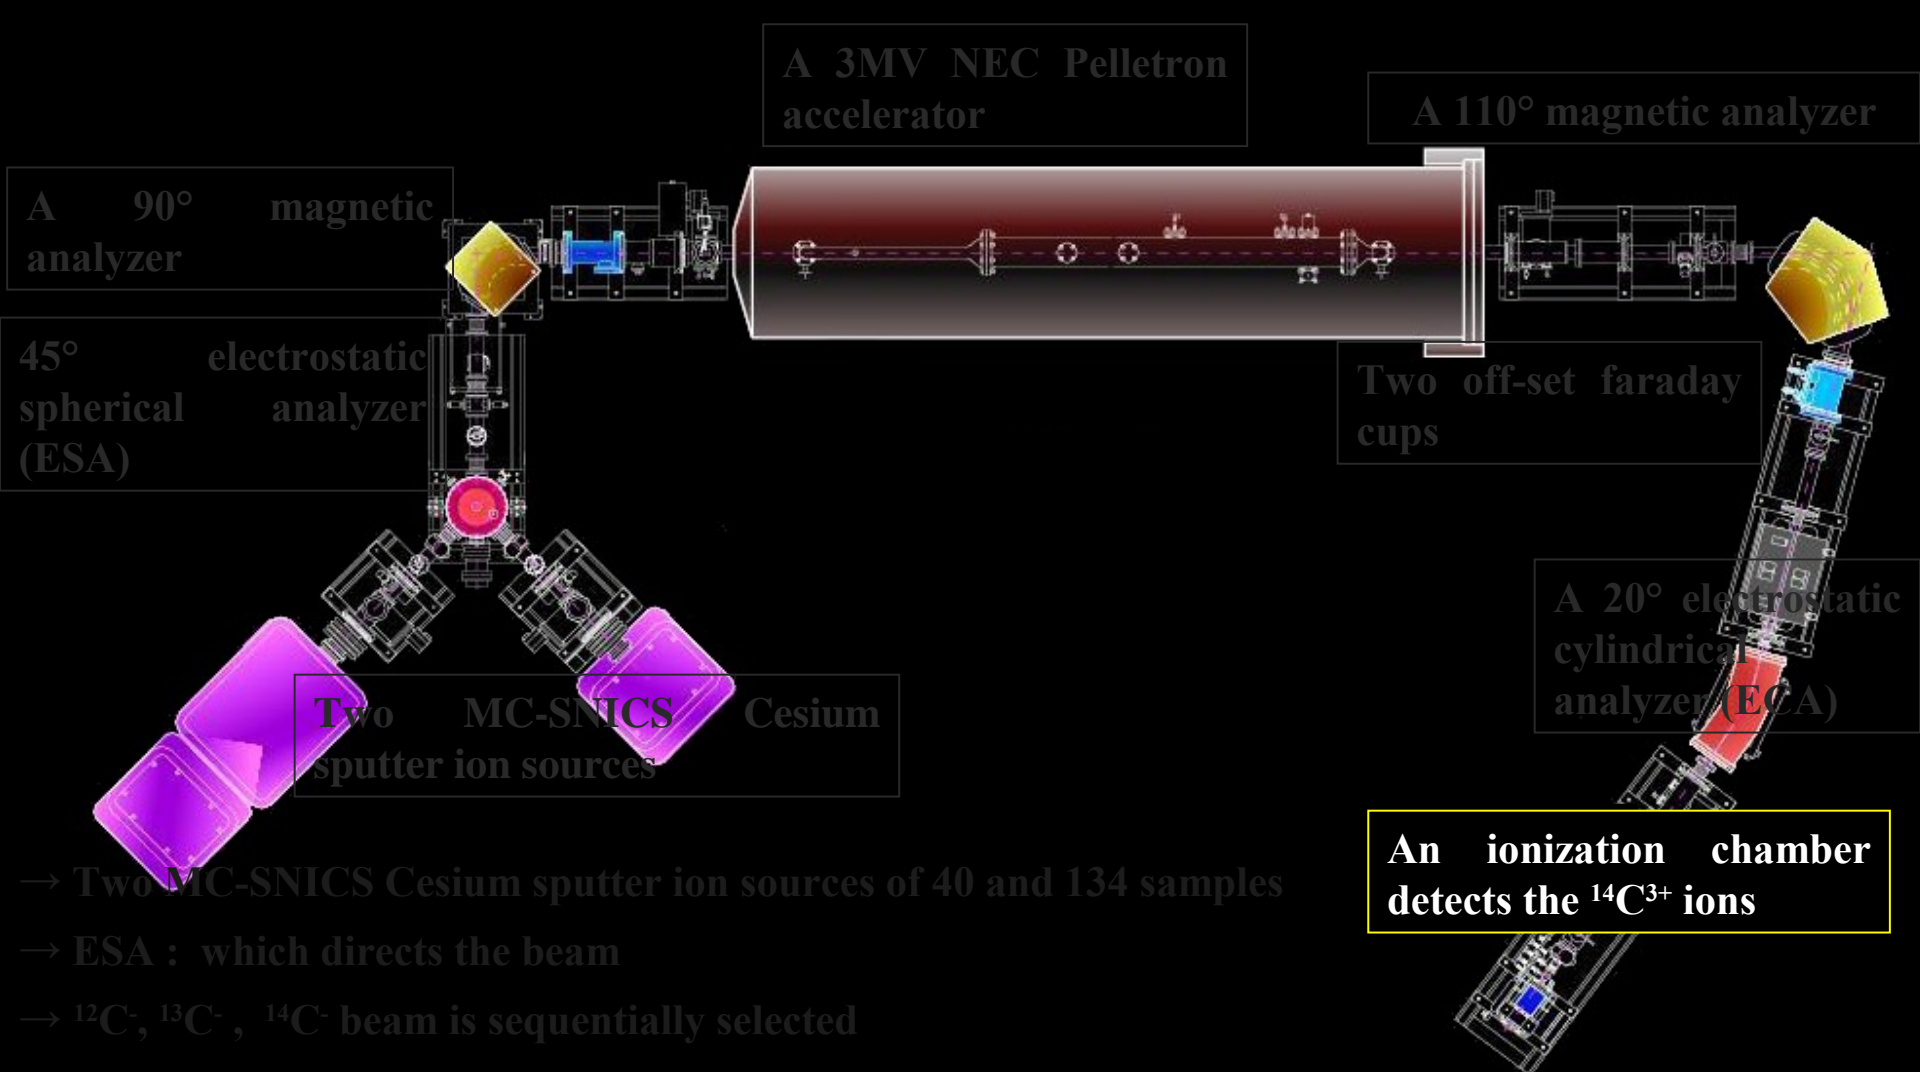 A 3MV NEC Pelletron
accelerator
A 110° magnetic analyzer
A 90° magnetic
analyzer
45° electrostatic
spherical analyzer
(ESA)
Two off-set faraday
cups
A 20° electrostatic
cylindrical
analyzer (ECA)
Two MC-SNICS Cesium
sputter ion sources
An ionization chamber
detects the ¹⁴C³⁺ ions
→ Two MC-SNICS Cesium sputter ion sources of 40 and 134 samples
→ ESA : which directs the beam
→ ¹²C⁻, ¹³C⁻ , ¹⁴C⁻ beam is sequentially selected